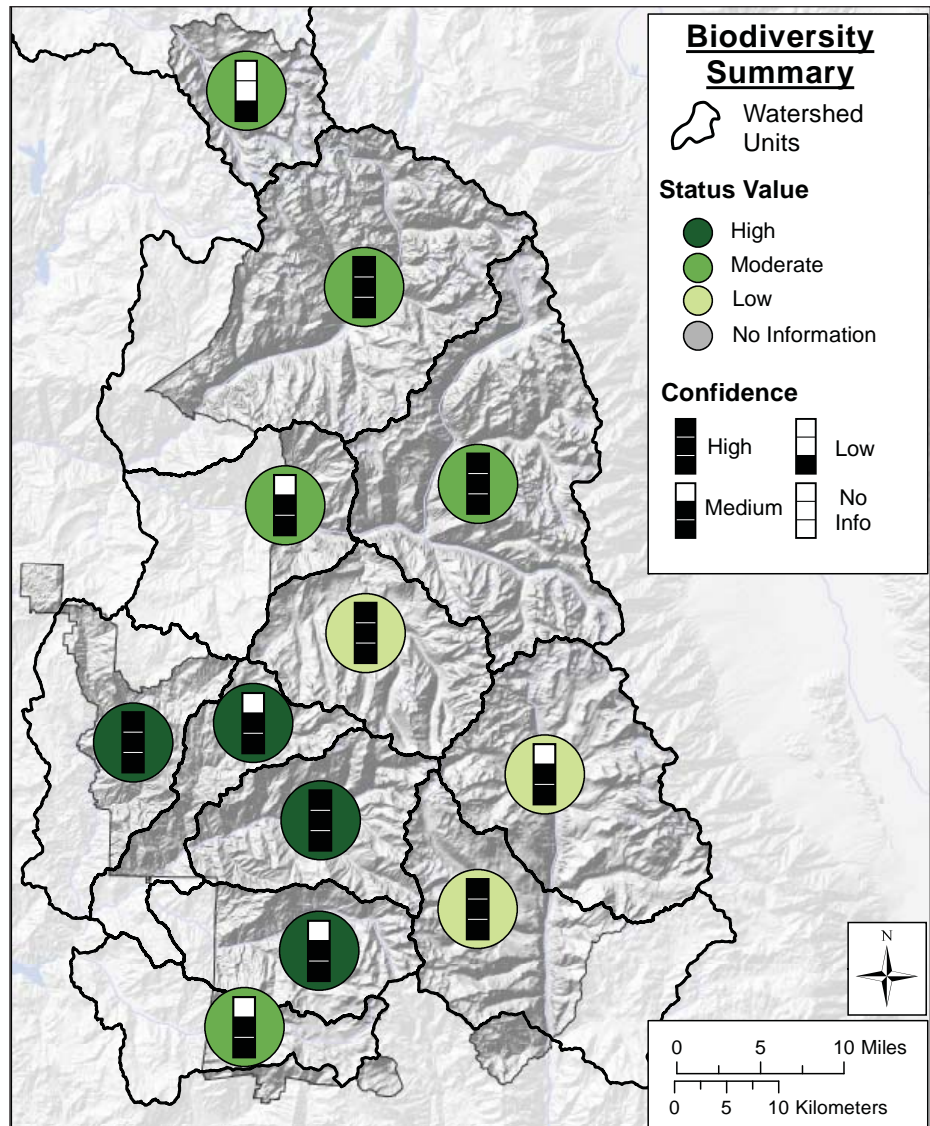 Biodiversity
Summary
Watershed
Units
Status Value
High
Moderate
Low
No Information
Confidence
High
Low
Medium
No
Info
N
0 5 10 Miles
0 5 10 Kilometers